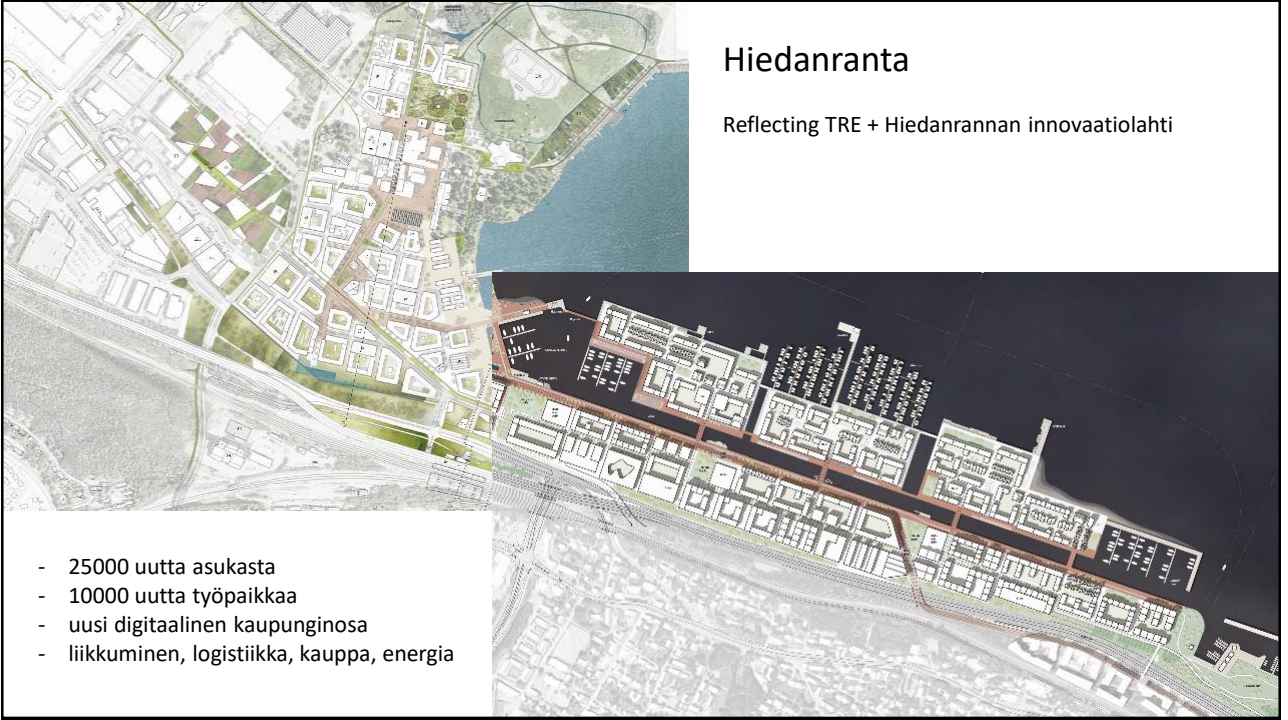 Hiedanranta
Reflecting TRE + Hiedanrannan innovaatiolahti
- 25000 uutta asukasta
- 10000 uutta työpaikkaa
- uusi digitaalinen kaupunginosa
- liikkuminen, logistiikka, kauppa, energia